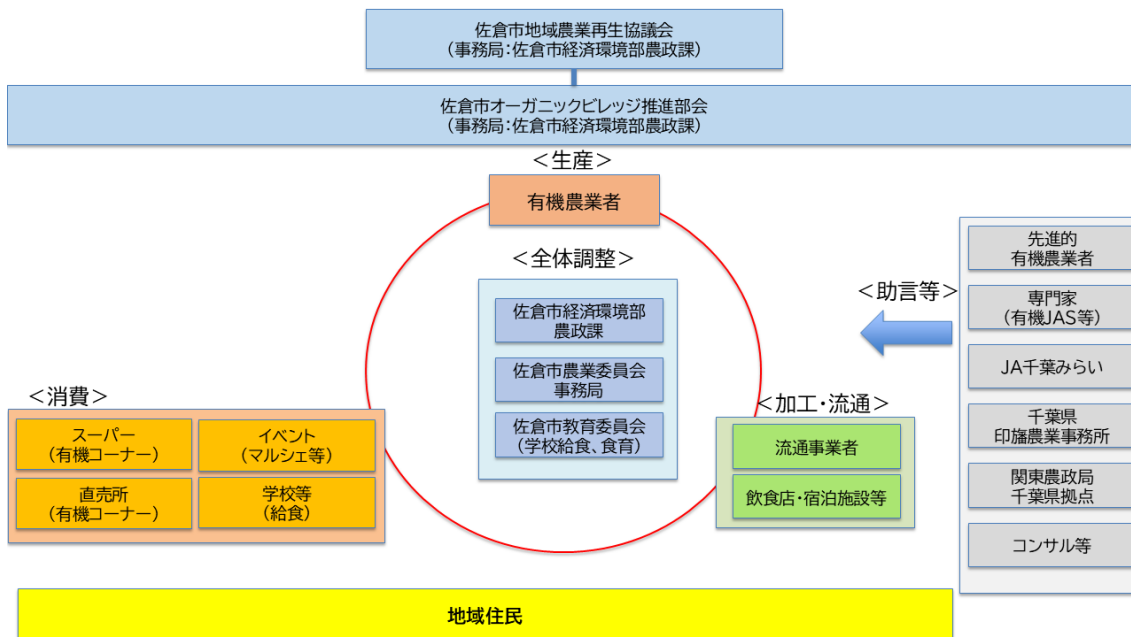 佐倉市地域農業再生協議会
(事務局:佐倉市経済環境部農政課)
佐倉市オーガニックビレッジ推進部会
(事務局:佐倉市経済環境部農政課)
＜生産＞
有機農業者
＜全体調整＞
佐倉市経済環境部
農政課
佐倉市農業委員会
事務局
佐倉市教育委員会
(学校給食、食育)
＜消費＞
スーパー
(有機コーナー)
イベント
(マルシェ等)
直売所
(有機コーナー)
学校等
(給食)
＜加工・流通＞
流通事業者
飲食店・宿泊施設等
＜助言等＞
先進的
有機農業者
専門家
(有機JAS等)
JA千葉みらい
千葉県
印旛農業事務所
関東農政局
千葉県拠点
コンサル等
地域住民